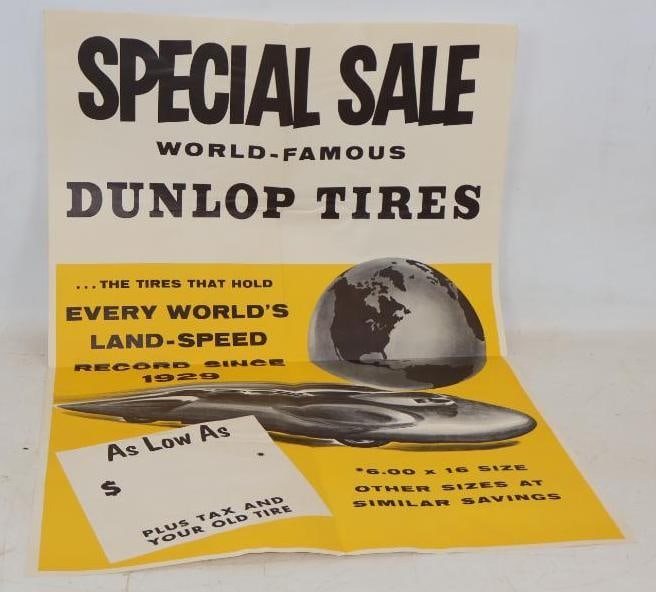 SPECIAL SALE
WORLD-FAMOUS
DUNLOP TIRES
...THE TIRES THAT HOLD
EVERY WORLD'S
LAND-SPEED
RECORD SINCE
1929
As Low As
$ *
PLUS TAX AND
YOUR OLD TIRE
*6.00 x 16 SIZE
OTHER SIZES AT
SIMILAR SAVINGS